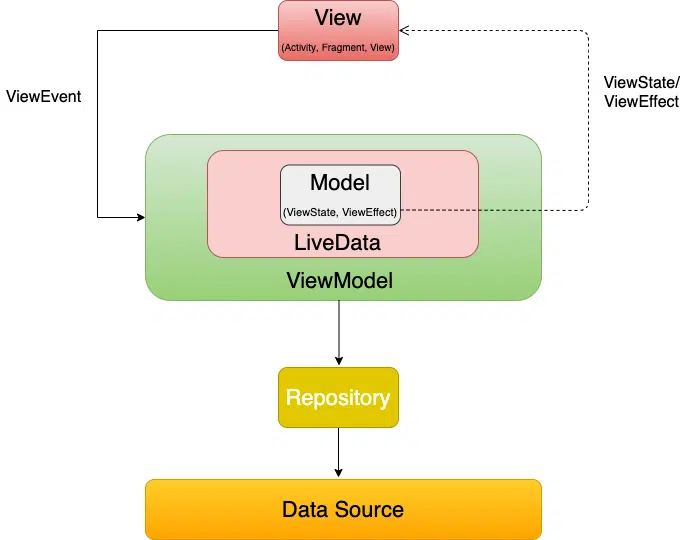 View
(Activity, Fragment, View)
ViewEvent
ViewState/
ViewEffect
Model
(ViewState, ViewEffect)
LiveData
ViewModel
Repository
Data Source